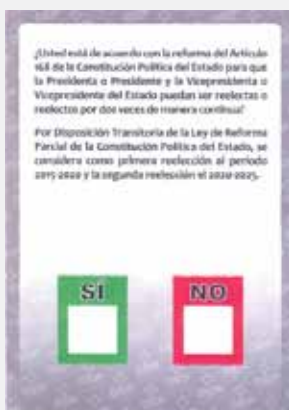 ¿Usted está de acuerdo con la reforma del Artículo
168 de la Constitución Política del Estado para que
la Presidenta o Presidente y la Vicepresidenta o
Vicepresidente del Estado puedan ser reelectas o
reelectos por dos veces de manera continua?
Por Disposición Transitoria de la Ley de Reforma
Parcial de la Constitución Política del Estado, se
considera como primera reelección al periodo
2015-2020 y la segunda reelección el 2020-2025.
SI
NO